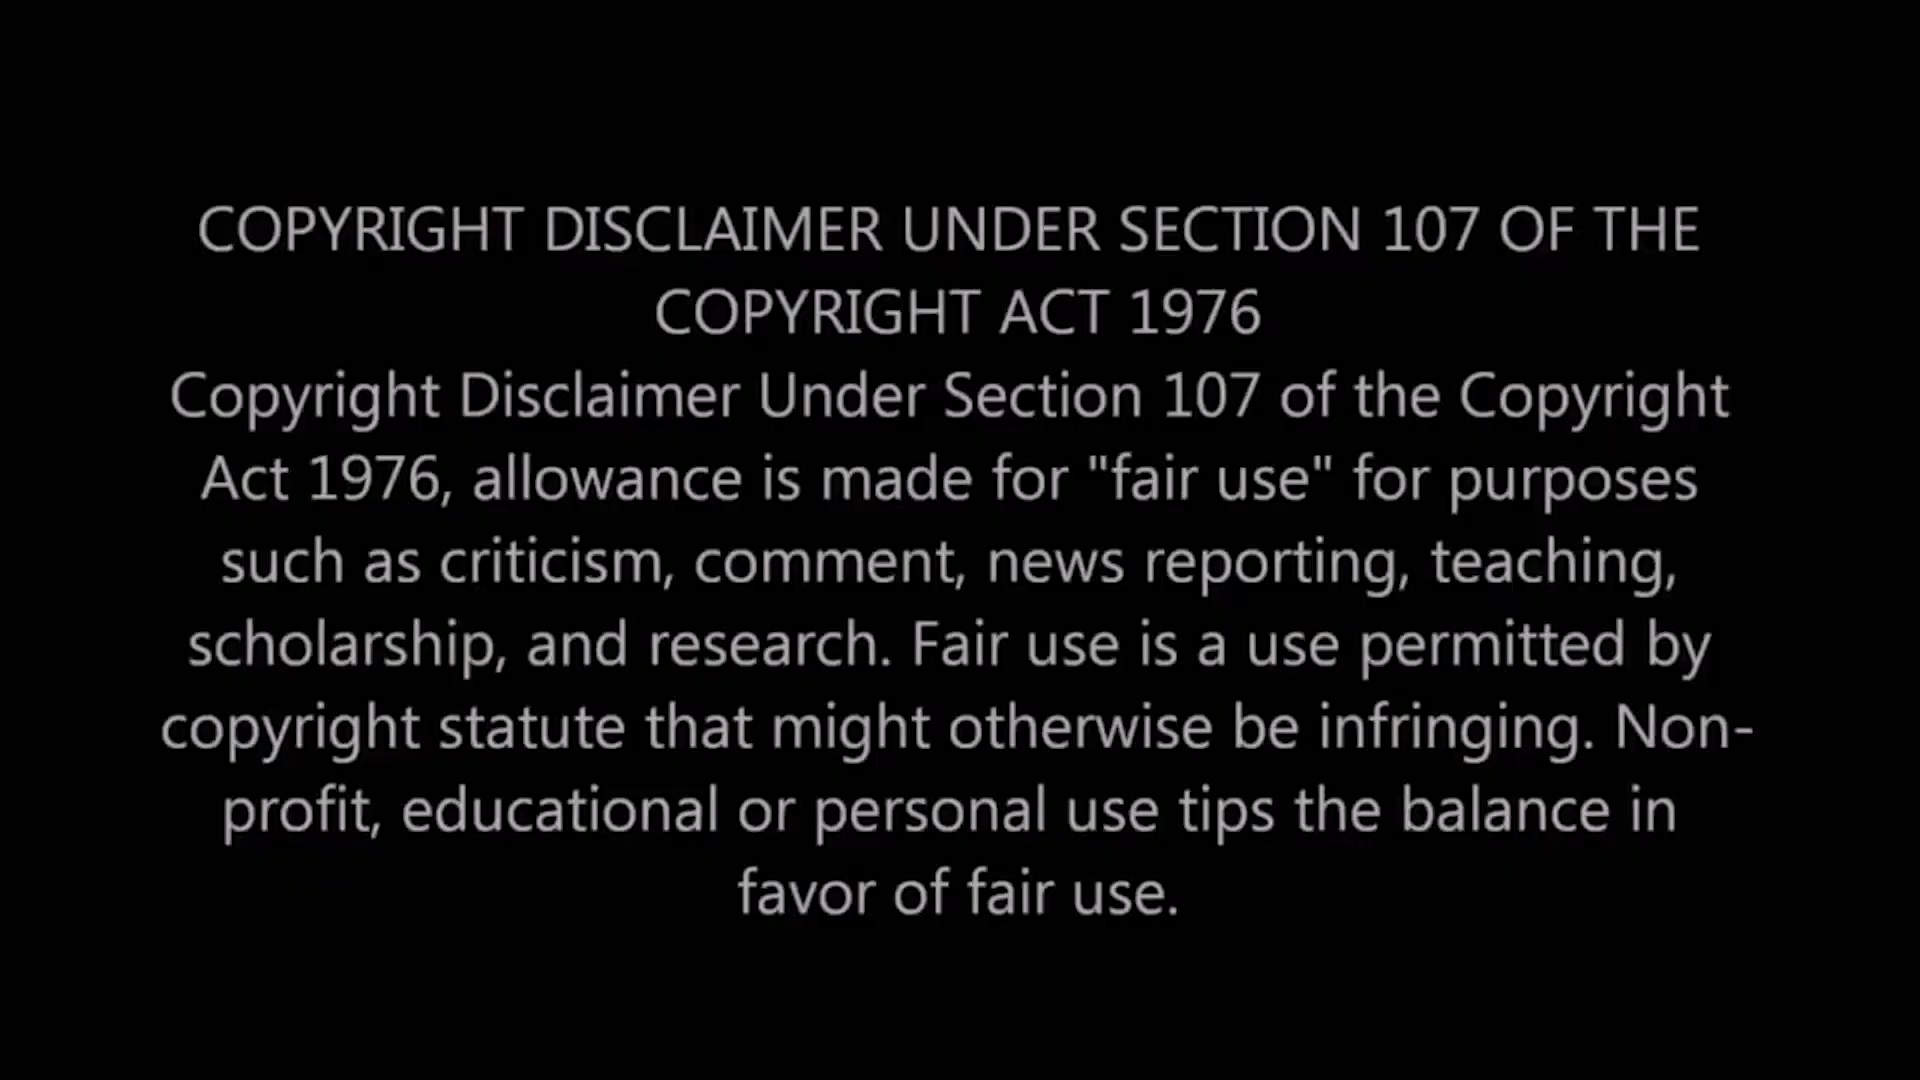 COPYRIGHT DISCLAIMER UNDER SECTION 107 OF THE
COPYRIGHT ACT 1976
Copyright Disclaimer Under Section 107 of the Copyright
Act 1976, allowance is made for "fair use" for purposes
such as criticism, comment, news reporting, teaching,
scholarship, and research. Fair use is a use permitted by
copyright statute that might otherwise be infringing. Non-
profit, educational or personal use tips the balance in
favor of fair use.